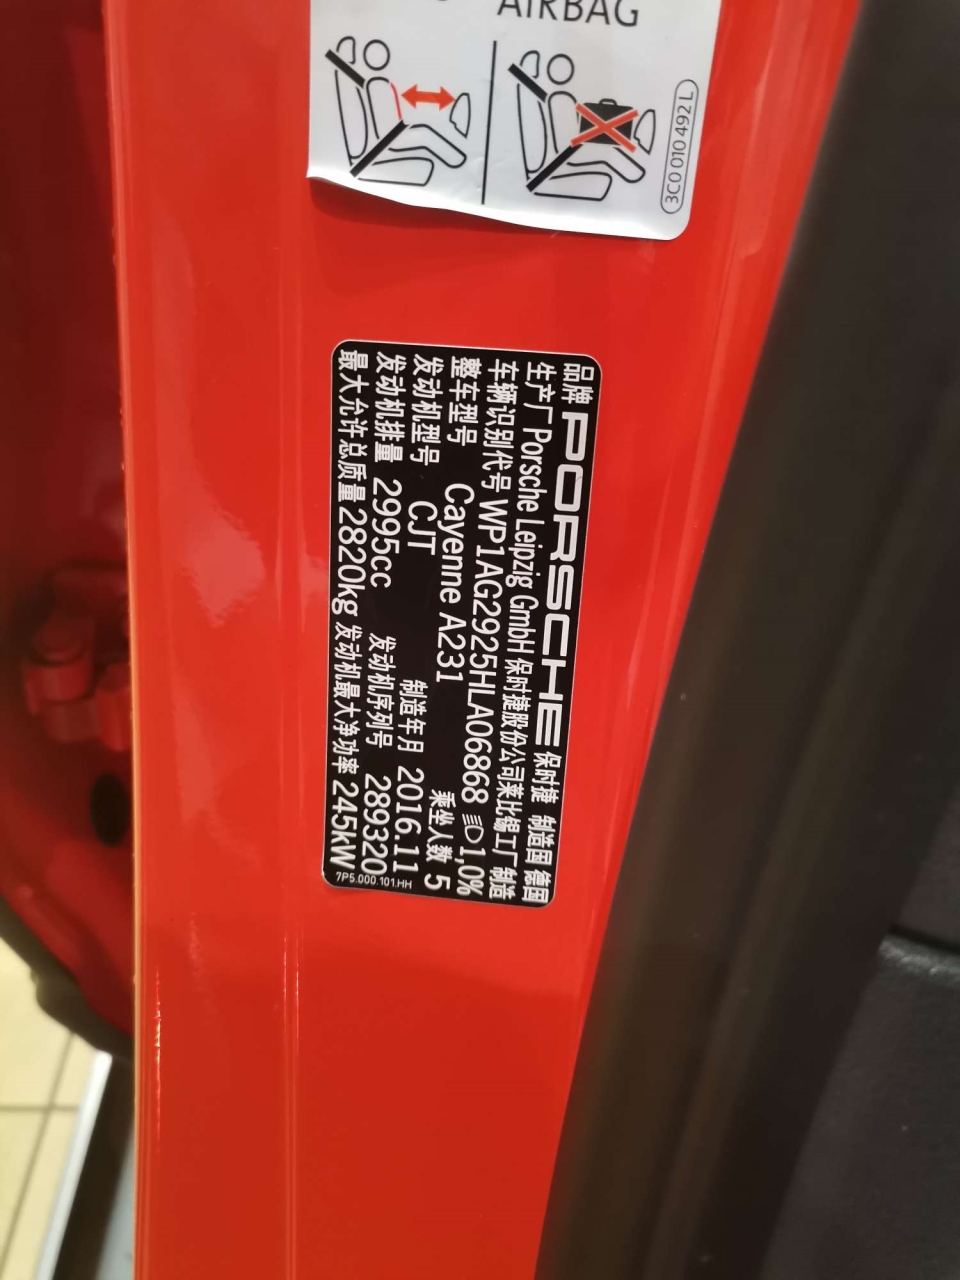 AIRBAG
3C0 010 492 L
品牌 PORSCHE 保时捷 制造国 德国
生产厂 Porsche Leipzig GmbH 保时捷股份公司莱比锡工厂制造
车辆识别代号 WP1AG2925HLA06868 1,0%
整车型号 Cayenne A231 乘坐人数 5
发动机型号 CJT 制造年月 2016.11
发动机排量 2995cc 发动机序列号 289320
最大允许总质量 2820kg 发动机最大净功率 245kW
7P5.000.101.HH